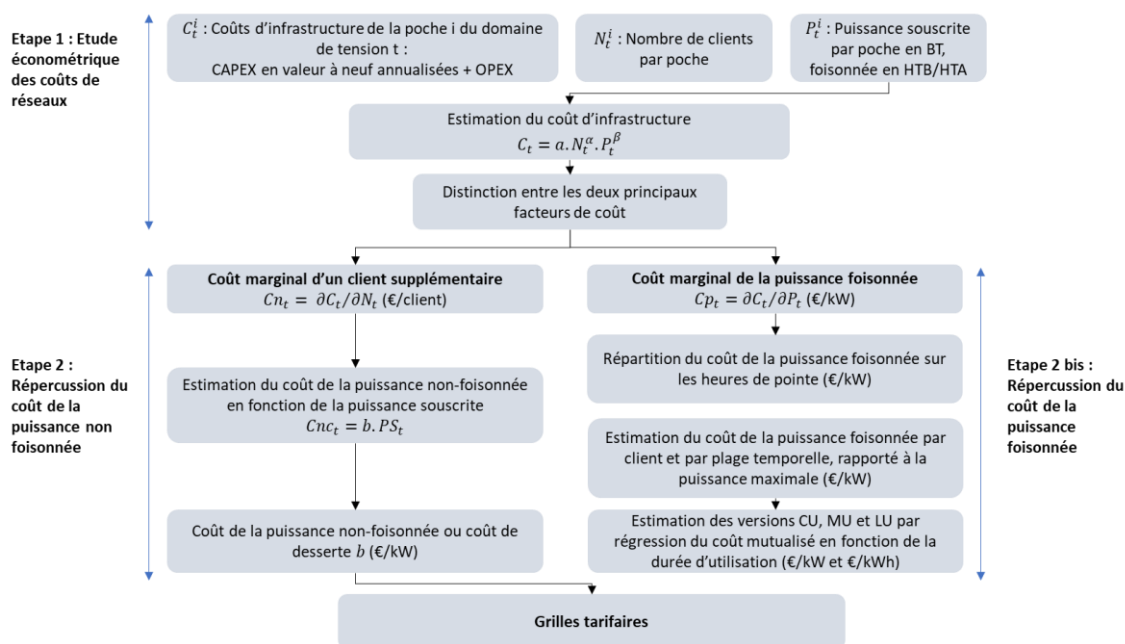 Etape 1 : Etude
économétrique
des coûts de
réseaux
$C_t^i$ : Coûts d'infrastructure de la poche i du domaine
de tension t :
CAPEX en valeur à neuf annualisées + OPEX
$N_t^i$ : Nombre de clients
par poche
$P_t^i$ : Puissance souscrite
par poche en BT,
foisonnée en HTB/HTA
Estimation du coût d'infrastructure
$C_t = a. N_t^α. P_t^β$
Distinction entre les deux principaux
facteurs de coût
Etape 2 :
Répercussion du
coût de la
puissance non
foisonnée
Coût marginal d'un client supplémentaire
$Cn_t = ∂C_t/∂N_t$ (€/client)
Estimation du coût de la puissance non-foisonnée
en fonction de la puissance souscrite
$Cnc_t = b. PS_t$
Coût de la puissance non-foisonnée ou coût de
desserte b (€/kW)
Coût marginal de la puissance foisonnée
$Cp_t = ∂C_t/∂P_t$ (€/kW)
Répartition du coût de la puissance foisonnée sur
les heures de pointe (€/kW)
Estimation du coût de la puissance foisonnée par
client et par plage temporelle, rapporté à la
puissance maximale (€/kW)
Estimation des versions CU, MU et LU par
régression du coût mutualisé en fonction de la
durée d'utilisation (€/kW et €/kWh)
Etape 2 bis :
Répercussion du
coût de la
puissance
foisonnée
Grilles tarifaires